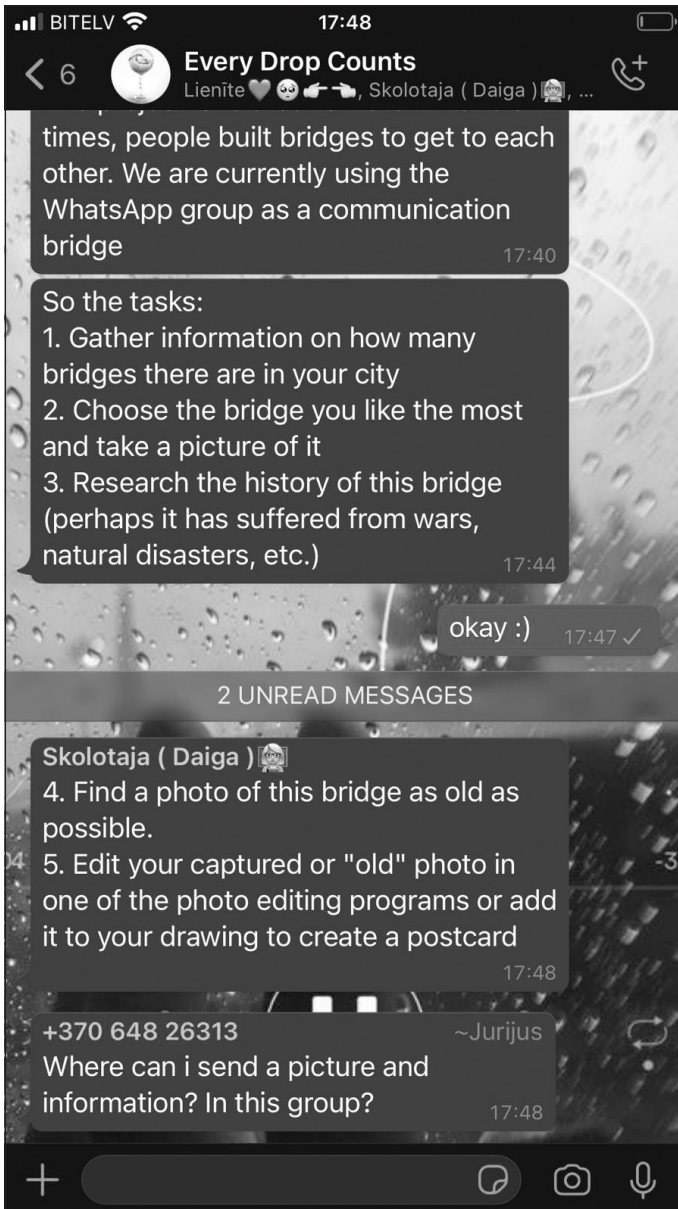 BITELV 17:48
6 Every Drop Counts
Lienīte🖤🥺👉👈, Skolotaja ( Daiga )👩‍🏫, ...
times, people built bridges to get to each
other. We are currently using the
WhatsApp group as a communication
bridge 17:40
So the tasks:
1. Gather information on how many
bridges there are in your city
2. Choose the bridge you like the most
and take a picture of it
3. Research the history of this bridge
(perhaps it has suffered from wars,
natural disasters, etc.) 17:44
okay :) 17:47
2 UNREAD MESSAGES
Skolotaja ( Daiga )👩‍🏫
4. Find a photo of this bridge as old as
possible.
5. Edit your captured or "old" photo in
one of the photo editing programs or add
it to your drawing to create a postcard
17:48
+370 648 26313 ~Jurijus
Where can i send a picture and
information? In this group? 17:48